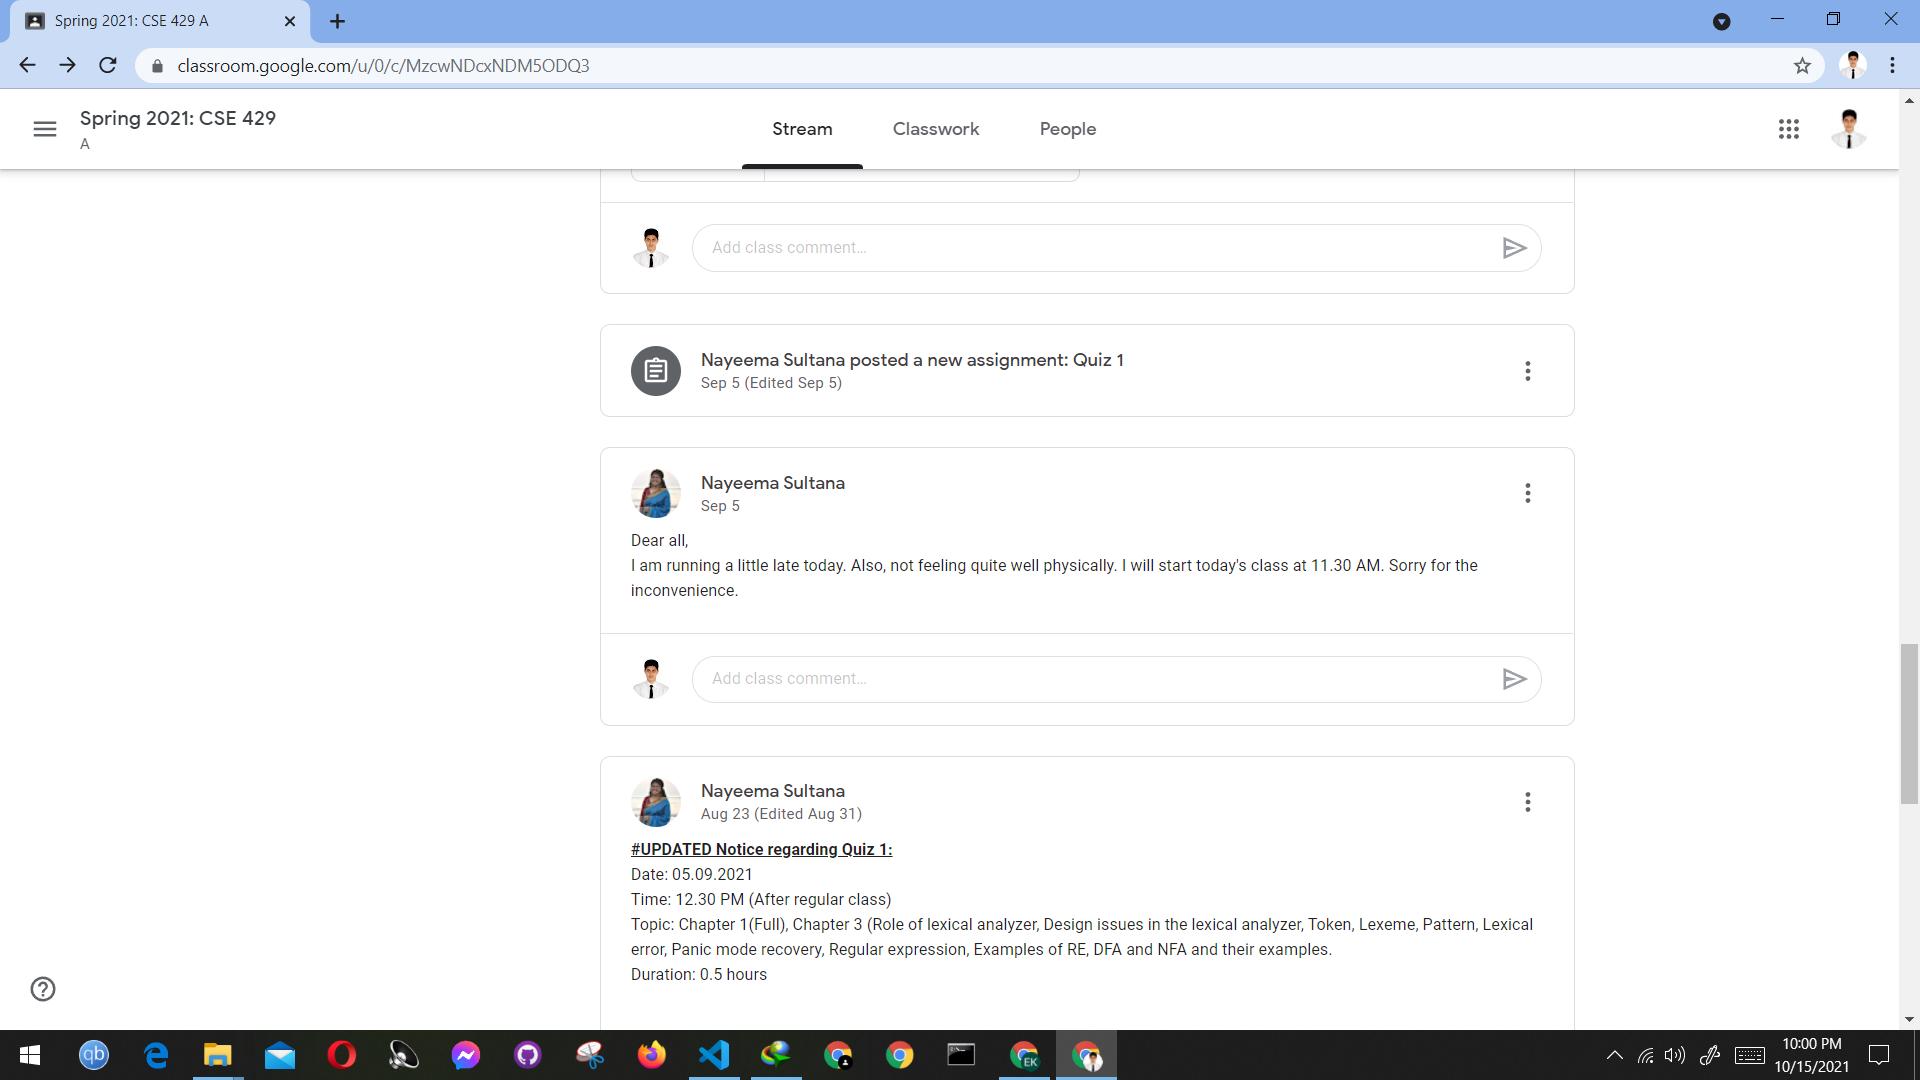 Spring 2021: CSE 429 A
classroom.google.com/u/0/c/MzcwNDcxNDM5ODQ3
Spring 2021: CSE 429
A
Stream
Classwork
People
Add class comment...
Nayeema Sultana posted a new assignment: Quiz 1
Sep 5 (Edited Sep 5)
Nayeema Sultana
Sep 5
Dear all,
I am running a little late today. Also, not feeling quite well physically. I will start today's class at 11.30 AM. Sorry for the
inconvenience.
Add class comment...
Nayeema Sultana
Aug 23 (Edited Aug 31)
#UPDATED Notice regarding Quiz 1:
Date: 05.09.2021
Time: 12.30 PM (After regular class)
Topic: Chapter 1(Full), Chapter 3 (Role of lexical analyzer, Design issues in the lexical analyzer, Token, Lexeme, Pattern, Lexical
error, Panic mode recovery, Regular expression, Examples of RE, DFA and NFA and their examples.
Duration: 0.5 hours
qb
EK
10:00 PM
10/15/2021